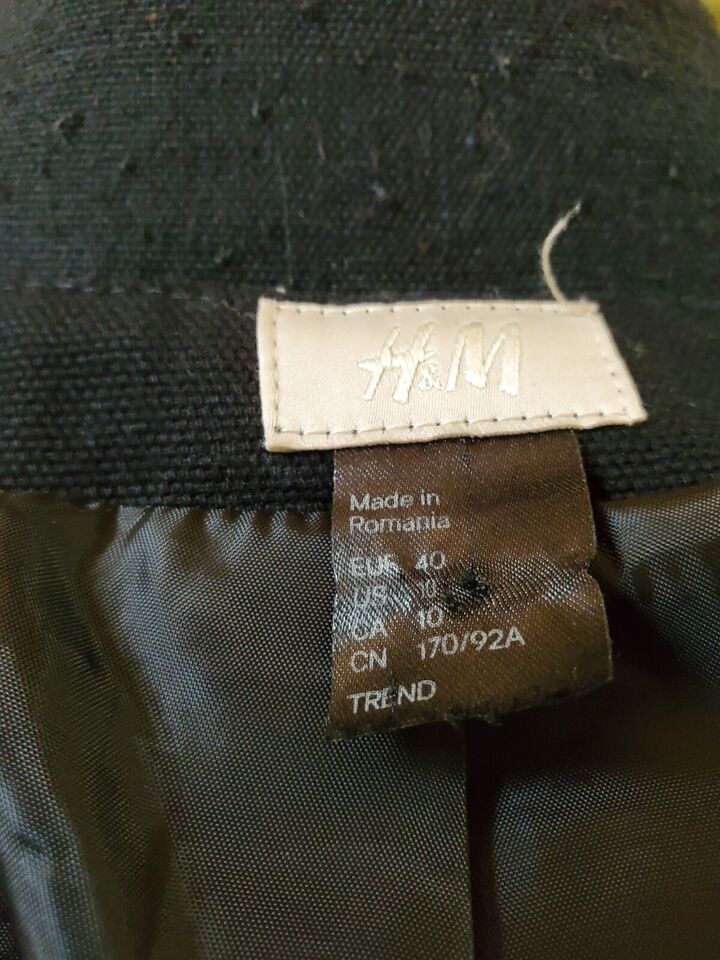 H&M
Made in
Romania
EUR 40
US 10
CA 10
CN 170/92A
TREND